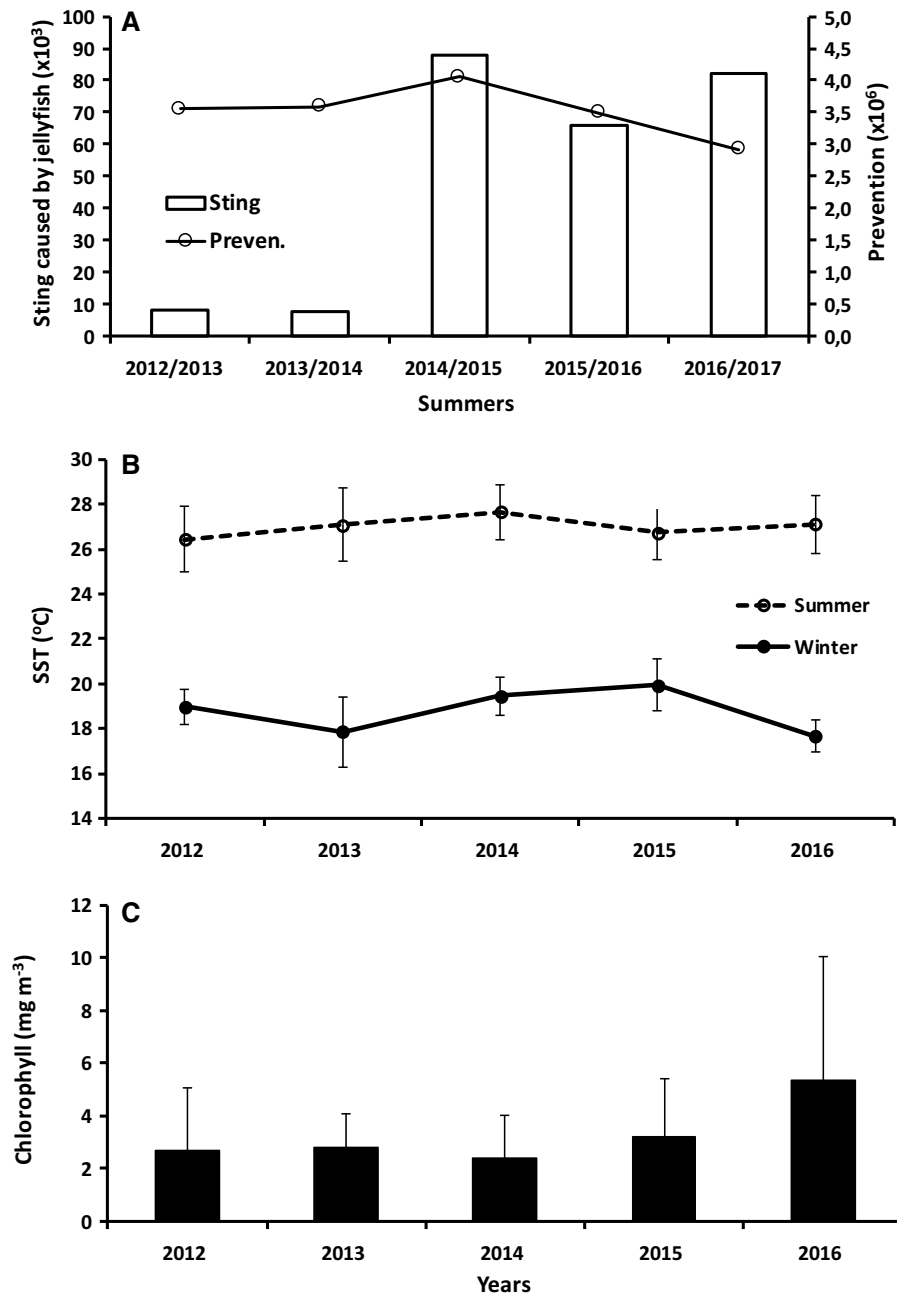 A
Sting caused by jellyfish (x10³)
100
90
80
70
60
50
40
30
20
10
0
Sting
Preven.
5,0
4,5
4,0
3,5
3,0
2,5
2,0
1,5
1,0
0,5
0,0
Prevention (x10⁶)
2012/2013 2013/2014 2014/2015 2015/2016 2016/2017
Summers
B
SST (ºC)
30
28
26
24
22
20
18
16
14
Summer
Winter
2012 2013 2014 2015 2016
C
Chlorophyll (mg m⁻³)
12
10
8
6
4
2
0
2012 2013 2014 2015 2016
Years